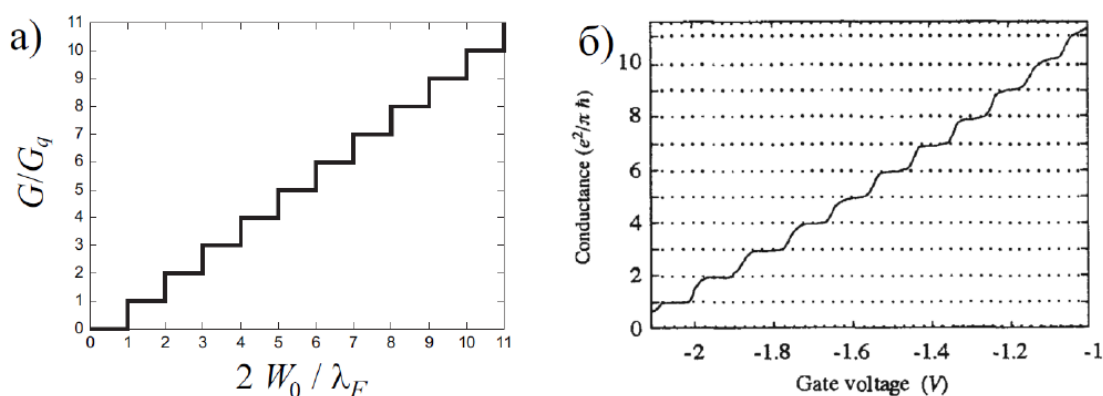 а)
11
10
9
8
7
6
5
4
3
2
1
0
G/G_q
0 1 2 3 4 5 6 7 8 9 10 11
2 W_0 / λ_F
б)
10
8
6
4
2
0
Conductance (e²/π ħ)
-2 -1.8 -1.6 -1.4 -1.2 -1
Gate voltage (V)